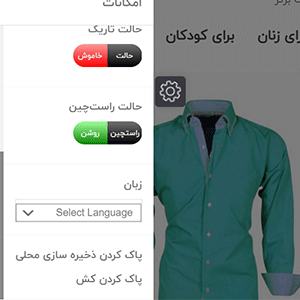 امکانات
حالت تاریک
حالت خاموش
حالت راست‌چین
راستچین روشن
زبان
Select Language
پاک کردن ذخیره سازی محلی
پاک کردن کش
برای کودکان
زنان